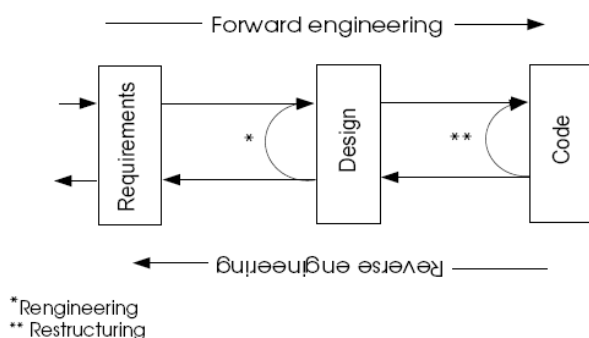 Forward engineering
Requirements
Design
Code
*
**
Reverse engineering
*Rengineering
** Restructuring